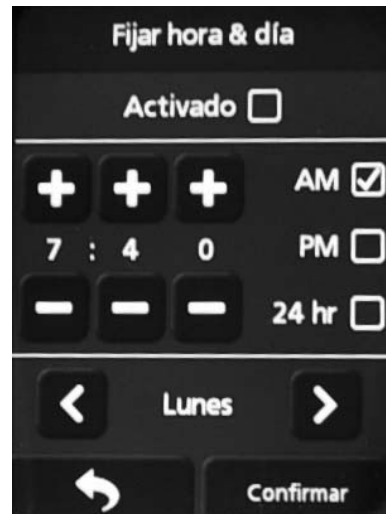 Fijar hora & día
Activado
AM
7 : 4 0
PM
24 hr
Lunes
Confirmar